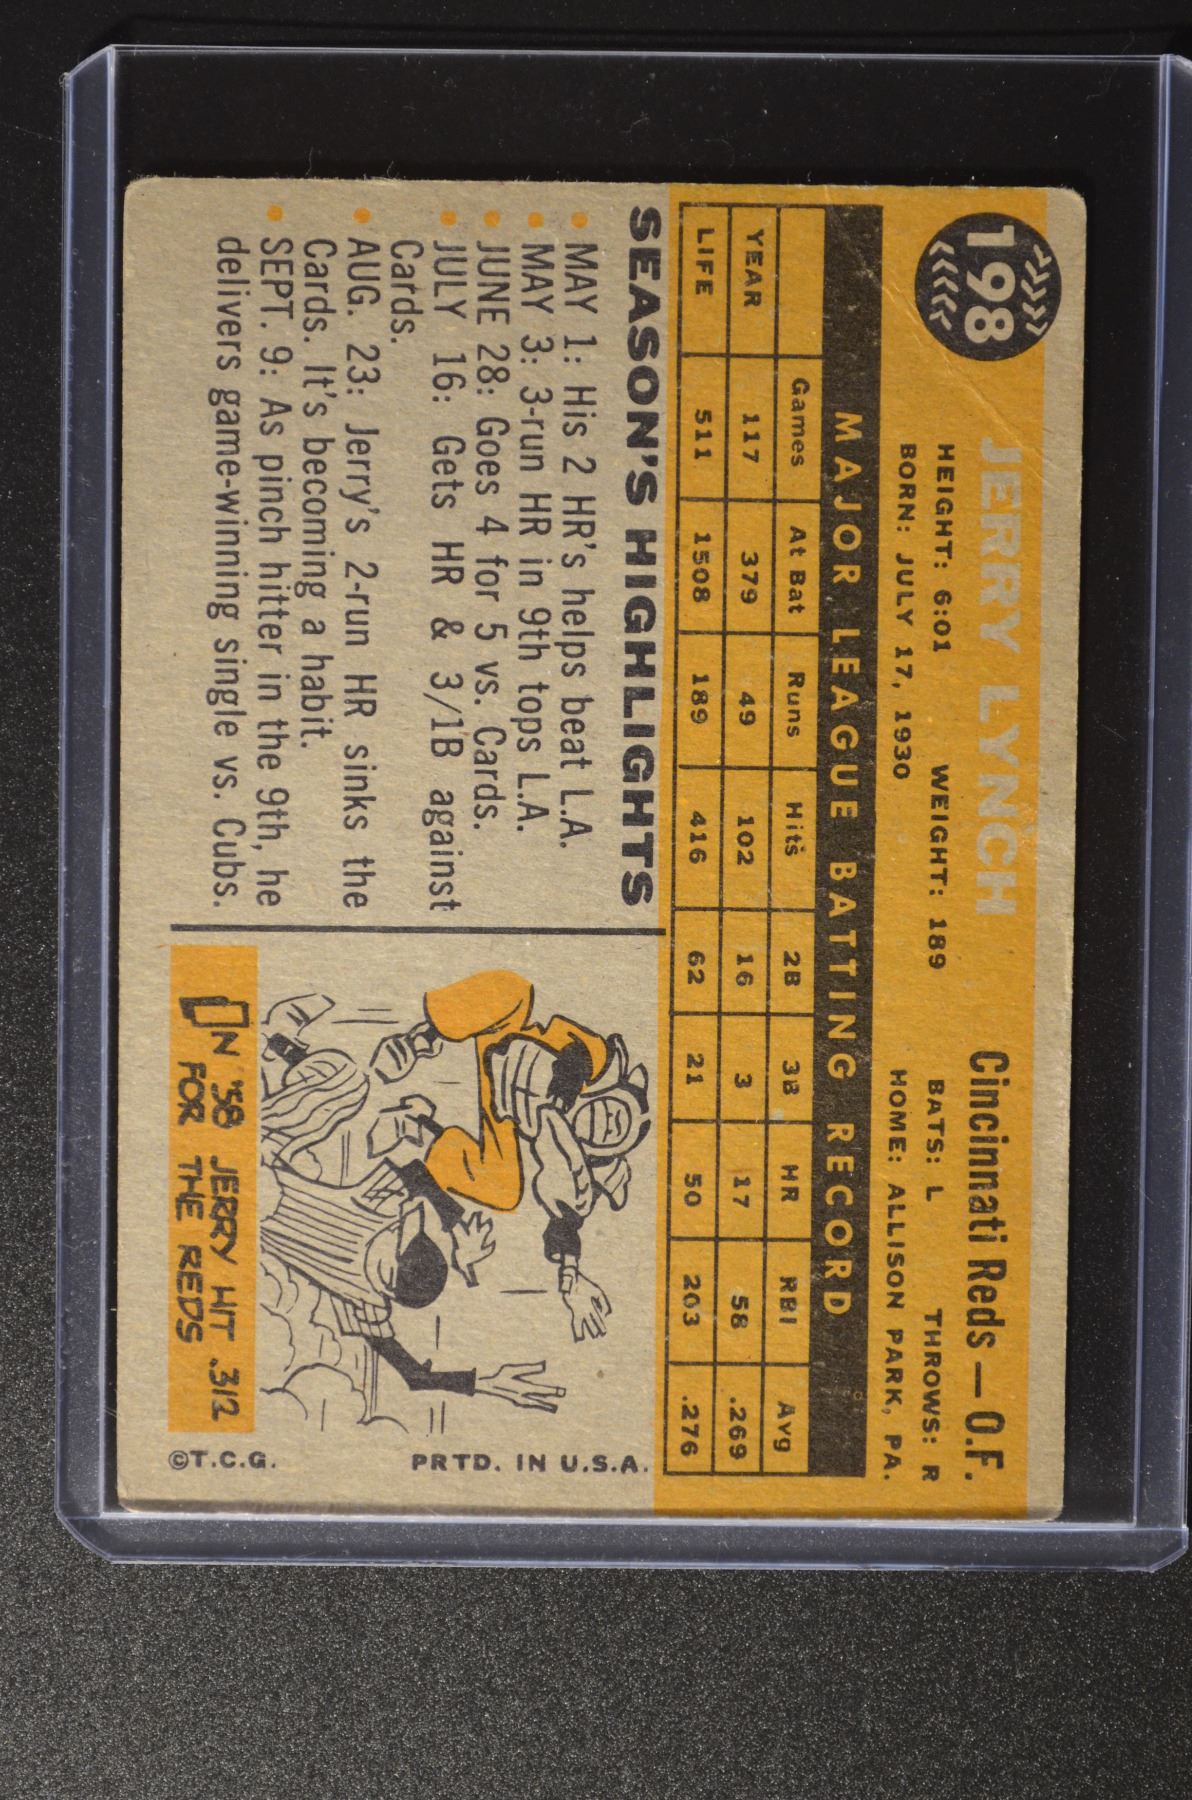 198
JERRY LYNCH
Cincinnati Reds — O.F.
HEIGHT: 6:01 WEIGHT: 189 BATS: L THROWS: R
BORN: JULY 17, 1930 HOME: ALLISON PARK, PA.
MAJOR LEAGUE BATTING RECORD
Games At Bat Runs Hits 2B 3B HR RBI Avg
YEAR 117 379 49 102 16 3 17 58 .269
LIFE 511 1508 189 416 62 21 50 203 .276
SEASON'S HIGHLIGHTS
• MAY 1: His 2 HR's helps beat L.A.
• MAY 3: 3-run HR in 9th tops L.A.
• JUNE 28: Goes 4 for 5 vs. Cards.
• JULY 16: Gets HR & 3/1B against
Cards.
• AUG. 23: Jerry's 2-run HR sinks the
Cards. It's becoming a habit.
• SEPT. 9: As pinch hitter in the 9th, he
delivers game-winning single vs. Cubs.
IN '58 JERRY HIT .312
FOR THE REDS
©T.C.G. PRTD. IN U.S.A.